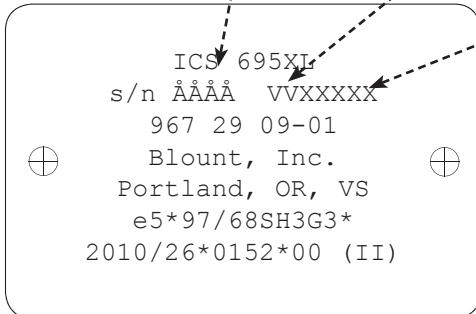 ICS 695XL
s/n ÅÅÅÅ VVXXXXX
967 29 09-01
Blount, Inc.
Portland, OR, VS
e5*97/68SH3G3*
2010/26*0152*00 (II)